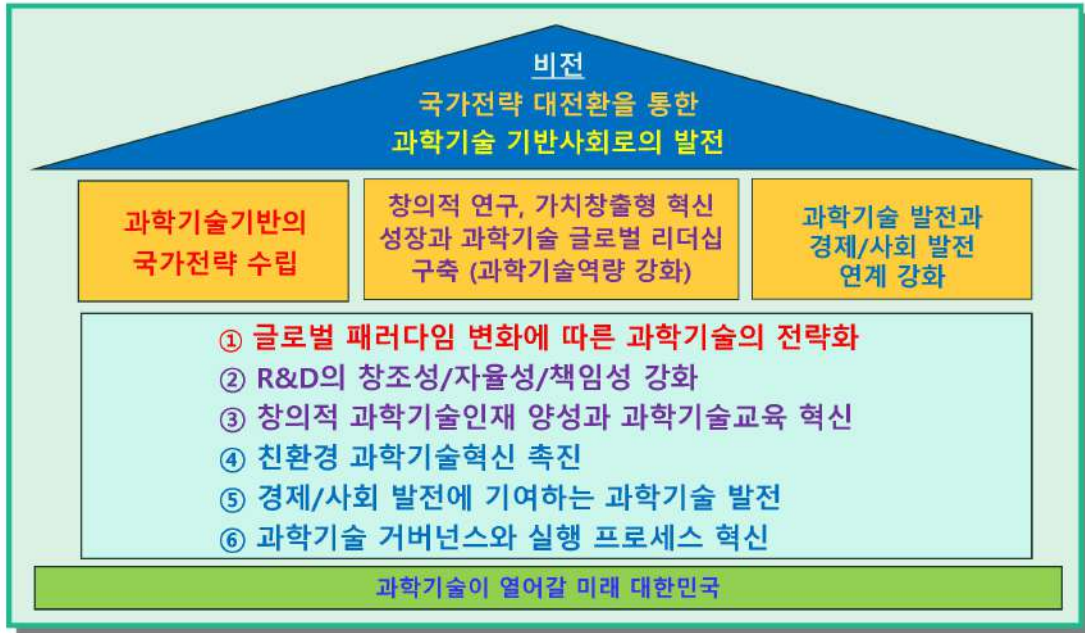 비전
국가전략 대전환을 통한
과학기술 기반사회로의 발전
과학기술기반의
국가전략 수립
창의적 연구, 가치창출형 혁신
성장과 과학기술 글로벌 리더십
구축 (과학기술역량 강화)
과학기술 발전과
경제/사회 발전
연계 강화
① 글로벌 패러다임 변화에 따른 과학기술의 전략화
② R&D의 창조성/자율성/책임성 강화
③ 창의적 과학기술인재 양성과 과학기술교육 혁신
④ 친환경 과학기술혁신 촉진
⑤ 경제/사회 발전에 기여하는 과학기술 발전
⑥ 과학기술 거버넌스와 실행 프로세스 혁신
과학기술이 열어갈 미래 대한민국